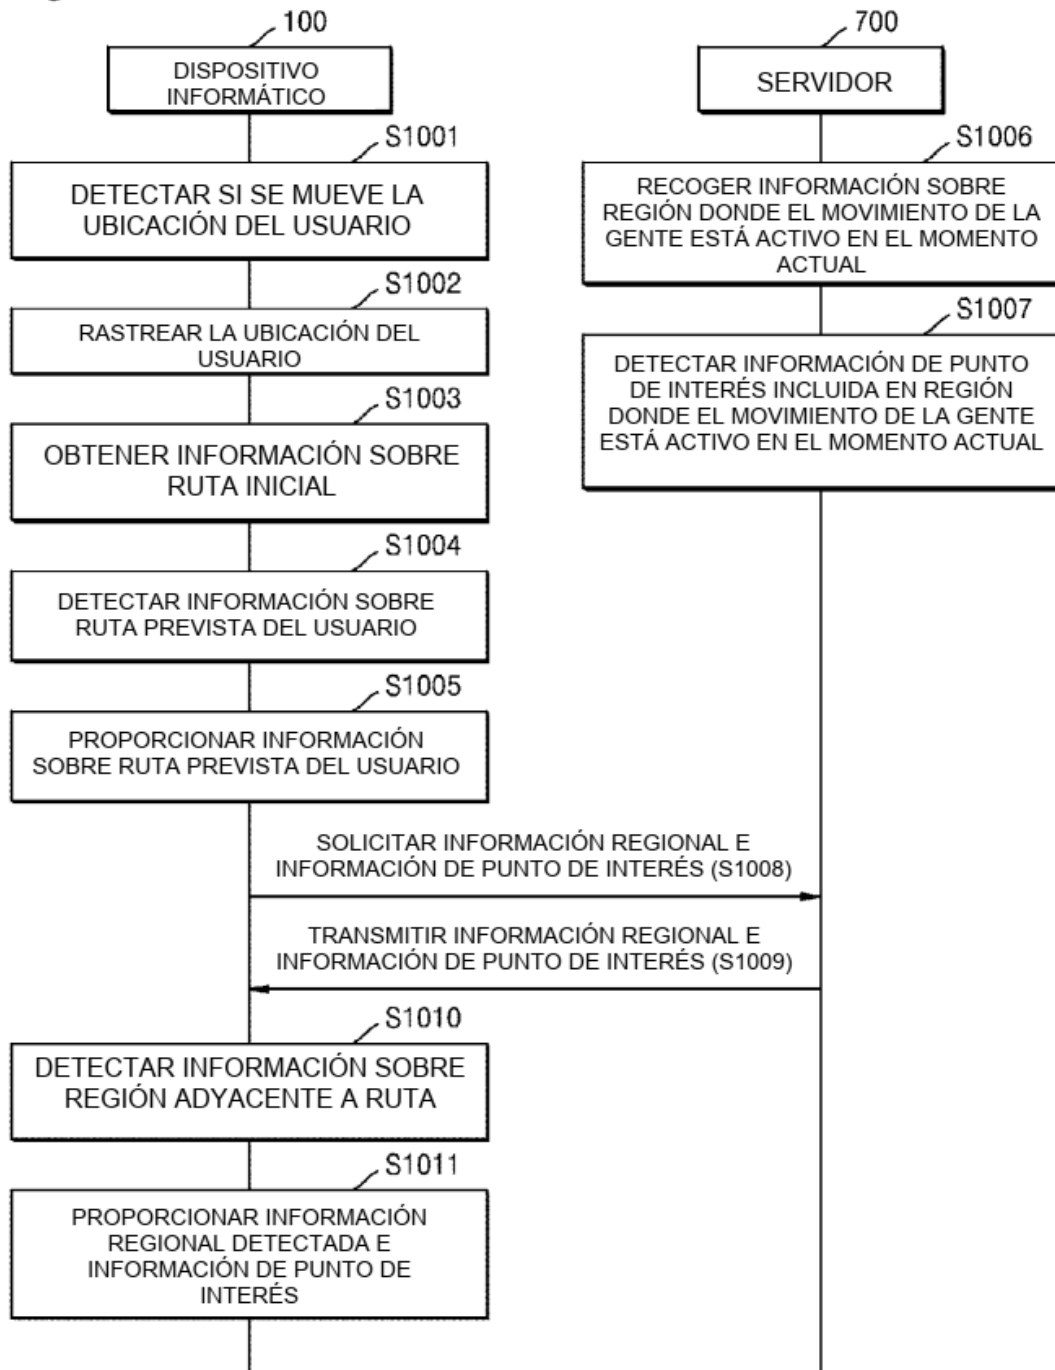 100
DISPOSITIVO
INFORMÁTICO
700
SERVIDOR
S1001
DETECTAR SI SE MUEVE LA
UBICACIÓN DEL USUARIO
S1006
RECOGER INFORMACIÓN SOBRE
REGIÓN DONDE EL MOVIMIENTO DE LA
GENTE ESTÁ ACTIVO EN EL MOMENTO
ACTUAL
S1002
RASTREAR LA UBICACIÓN DEL
USUARIO
S1007
DETECTAR INFORMACIÓN DE PUNTO
DE INTERÉS INCLUIDA EN REGIÓN
DONDE EL MOVIMIENTO DE LA GENTE
ESTÁ ACTIVO EN EL MOMENTO ACTUAL
S1003
OBTENER INFORMACIÓN SOBRE
RUTA INICIAL
S1004
DETECTAR INFORMACIÓN SOBRE
RUTA PREVISTA DEL USUARIO
S1005
PROPORCIONAR INFORMACIÓN
SOBRE RUTA PREVISTA DEL USUARIO
SOLICITAR INFORMACIÓN REGIONAL E
INFORMACIÓN DE PUNTO DE INTERÉS (S1008)
TRANSMITIR INFORMACIÓN REGIONAL E
INFORMACIÓN DE PUNTO DE INTERÉS (S1009)
S1010
DETECTAR INFORMACIÓN SOBRE
REGIÓN ADYACENTE A RUTA
S1011
PROPORCIONAR INFORMACIÓN
REGIONAL DETECTADA E
INFORMACIÓN DE PUNTO DE
INTERÉS